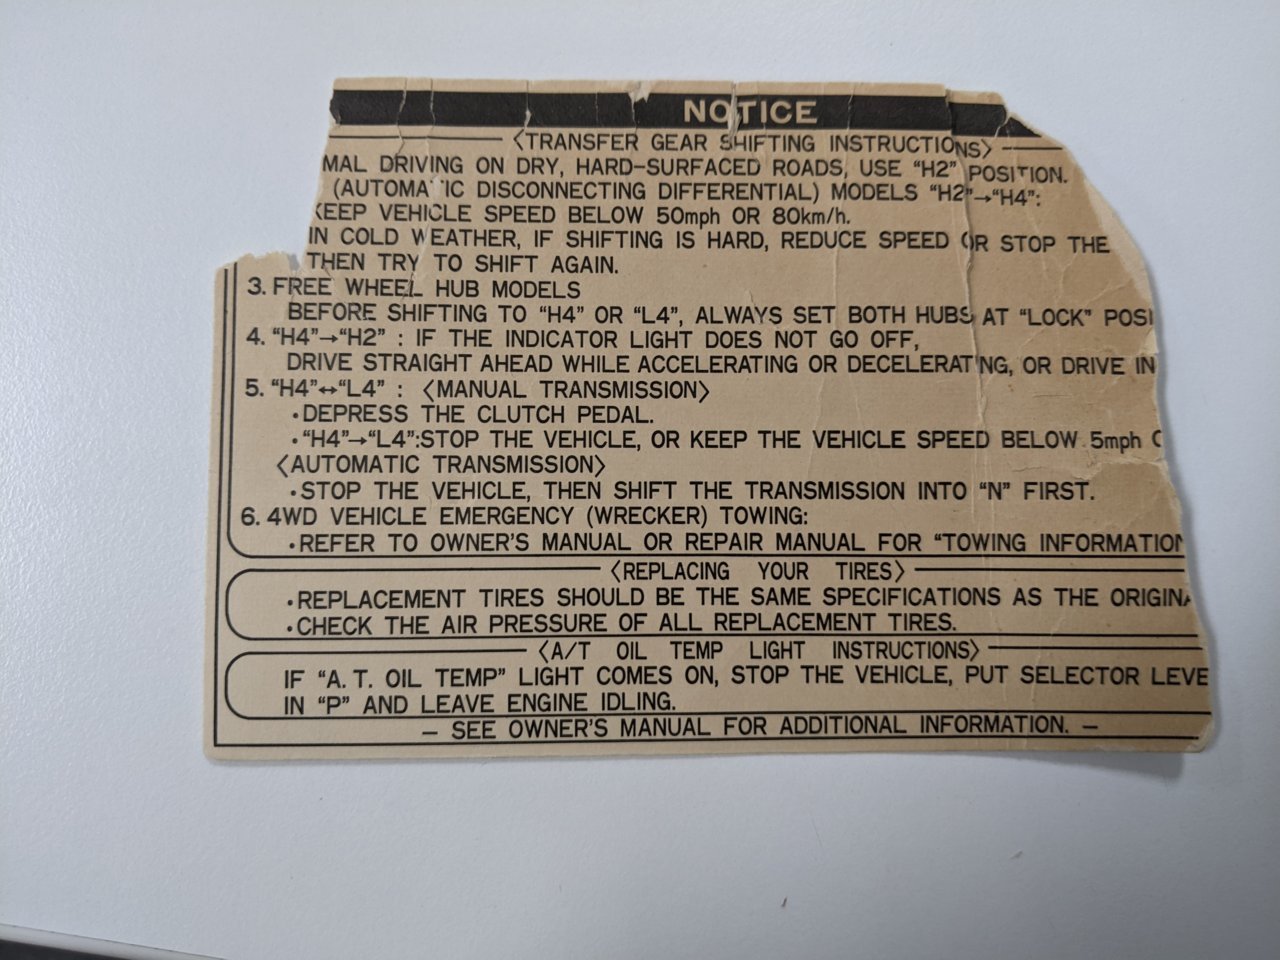 NOTICE
〈TRANSFER GEAR SHIFTING INSTRUCTIONS〉
MAL DRIVING ON DRY, HARD-SURFACED ROADS, USE “H2” POSITION.
(AUTOMATIC DISCONNECTING DIFFERENTIAL) MODELS “H2”→“H4”:
KEEP VEHICLE SPEED BELOW 50mph OR 80km/h.
IN COLD WEATHER, IF SHIFTING IS HARD, REDUCE SPEED OR STOP THE
THEN TRY TO SHIFT AGAIN.
3. FREE WHEEL HUB MODELS
BEFORE SHIFTING TO “H4” OR “L4”, ALWAYS SET BOTH HUBS AT “LOCK” POSI
4. “H4”→“H2” : IF THE INDICATOR LIGHT DOES NOT GO OFF,
DRIVE STRAIGHT AHEAD WHILE ACCELERATING OR DECELERATING, OR DRIVE IN
5. “H4”↔“L4” : 〈MANUAL TRANSMISSION〉
・DEPRESS THE CLUTCH PEDAL.
・“H4”→“L4”:STOP THE VEHICLE, OR KEEP THE VEHICLE SPEED BELOW 5mph
〈AUTOMATIC TRANSMISSION〉
・STOP THE VEHICLE, THEN SHIFT THE TRANSMISSION INTO “N” FIRST.
6. 4WD VEHICLE EMERGENCY (WRECKER) TOWING:
・REFER TO OWNER’S MANUAL OR REPAIR MANUAL FOR “TOWING INFORMATION
〈REPLACING YOUR TIRES〉
・REPLACEMENT TIRES SHOULD BE THE SAME SPECIFICATIONS AS THE ORIGINA
・CHECK THE AIR PRESSURE OF ALL REPLACEMENT TIRES.
〈A/T OIL TEMP LIGHT INSTRUCTIONS〉
IF “A. T. OIL TEMP” LIGHT COMES ON, STOP THE VEHICLE, PUT SELECTOR LEVE
IN “P” AND LEAVE ENGINE IDLING.
— SEE OWNER’S MANUAL FOR ADDITIONAL INFORMATION. —